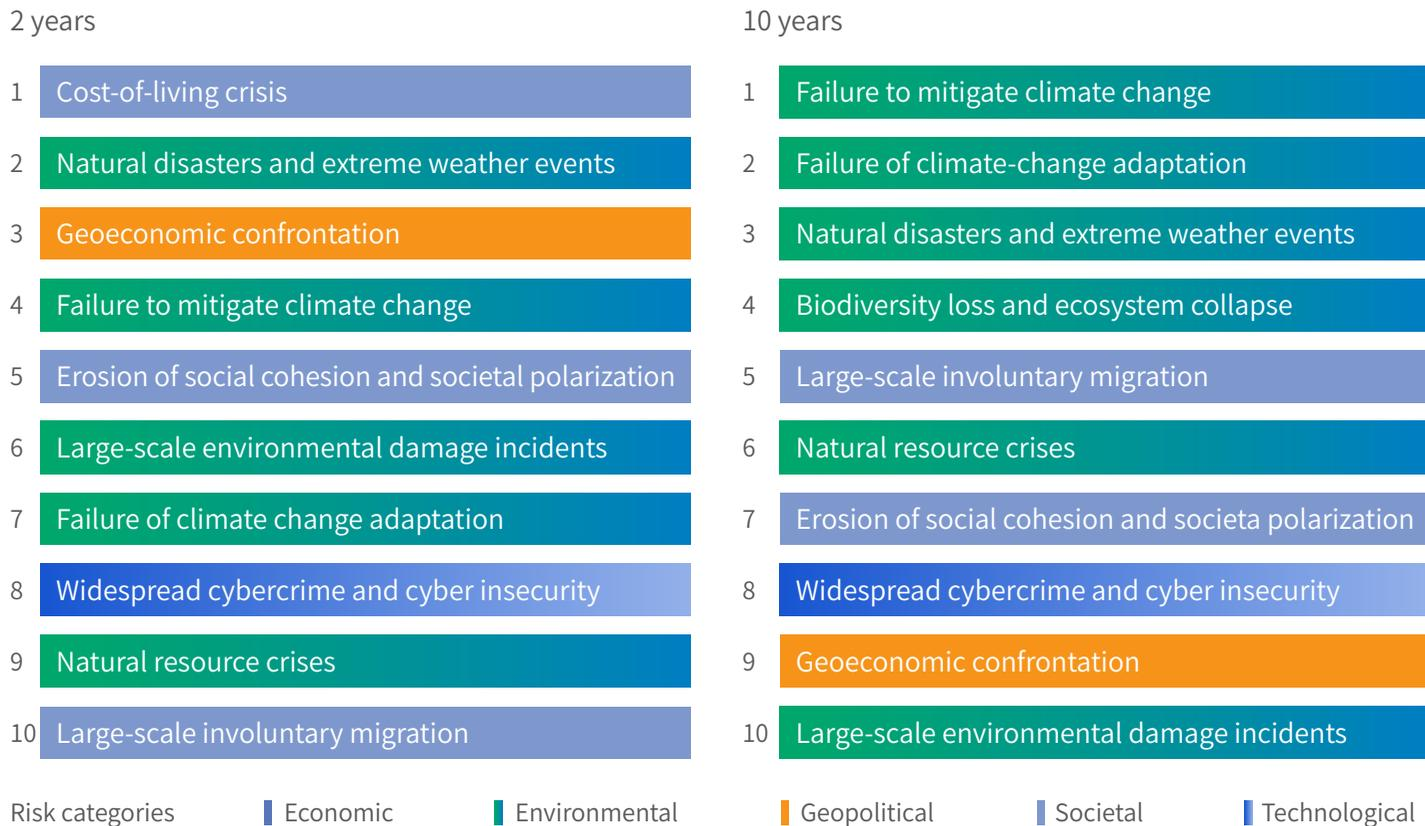 2 years
1 Cost-of-living crisis
2 Natural disasters and extreme weather events
3 Geoeconomic confrontation
4 Failure to mitigate climate change
5 Erosion of social cohesion and societal polarization
6 Large-scale environmental damage incidents
7 Failure of climate change adaptation
8 Widespread cybercrime and cyber insecurity
9 Natural resource crises
10 Large-scale involuntary migration
10 years
1 Failure to mitigate climate change
2 Failure of climate-change adaptation
3 Natural disasters and extreme weather events
4 Biodiversity loss and ecosystem collapse
5 Large-scale involuntary migration
6 Natural resource crises
7 Erosion of social cohesion and societa polarization
8 Widespread cybercrime and cyber insecurity
9 Geoeconomic confrontation
10 Large-scale environmental damage incidents
Risk categories Economic Environmental Geopolitical Societal Technological